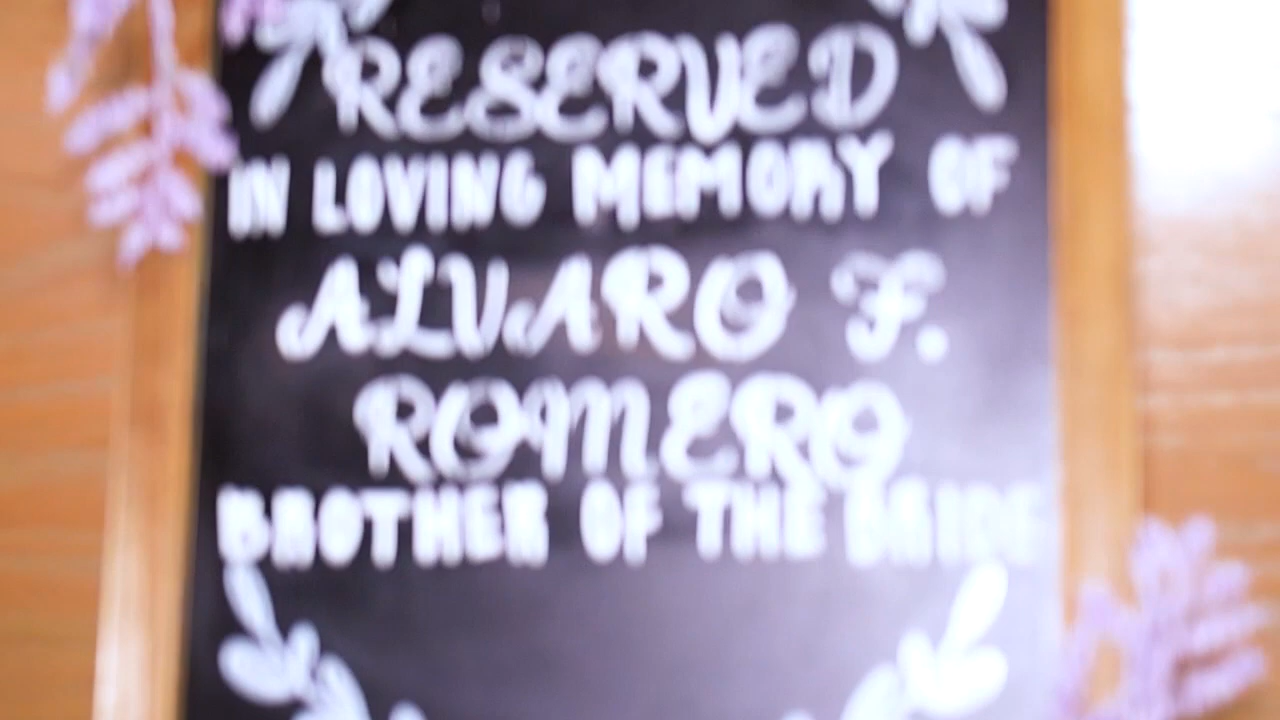 RESERVED
IN LOVING MEMORY OF
ALVARO F.
ROMERO
BROTHER OF THE BRIDE